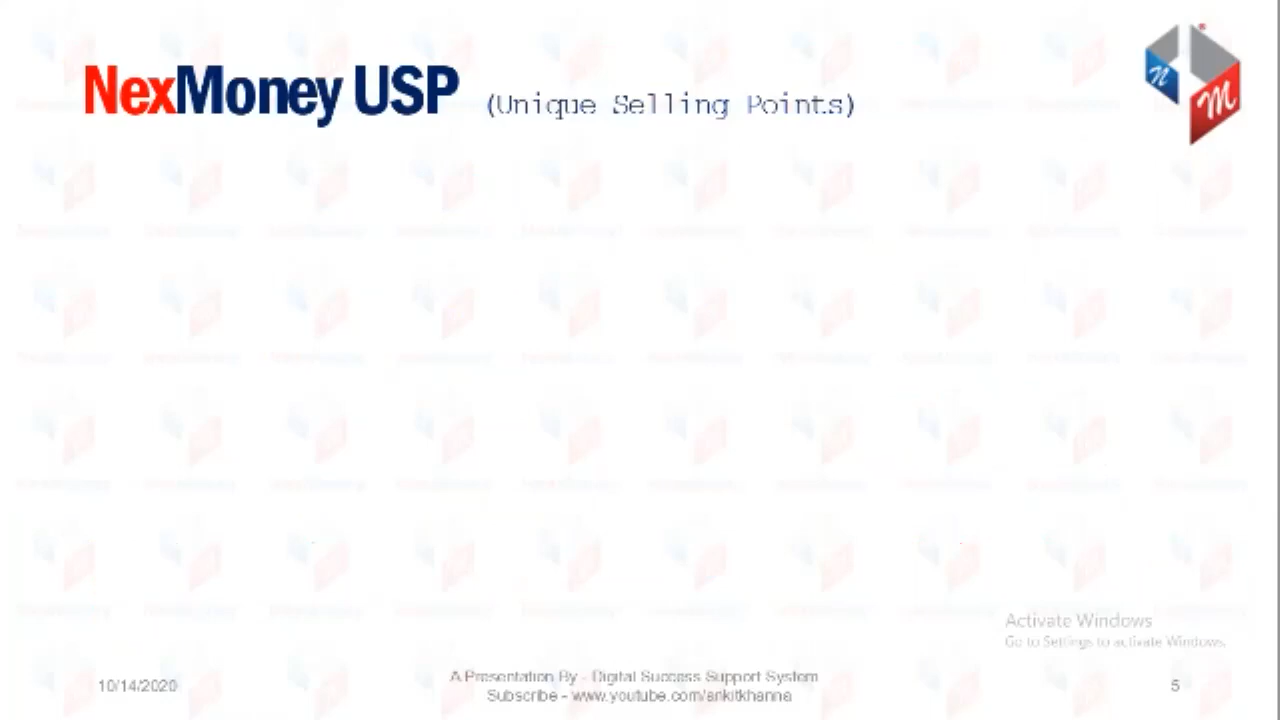 NexMoney USP (Unique Selling Points)
n
M
Activate Windows
Go to Settings to activate Windows.
10/14/2020
A Presentation By - Digital Success Support System
Subscribe - www.youtube.com/ankitkhanna
5